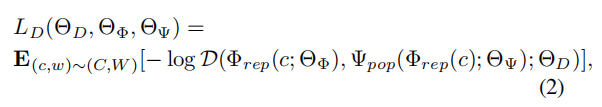 L_D(Θ_D, Θ_Φ, Θ_Ψ) =
E_{(c,w)∼(C,W)}[− log 𝒟(Φ_{rep}(c; Θ_Φ), Ψ_{pop}(Φ_{rep}(c); Θ_Ψ); Θ_D)],
(2)